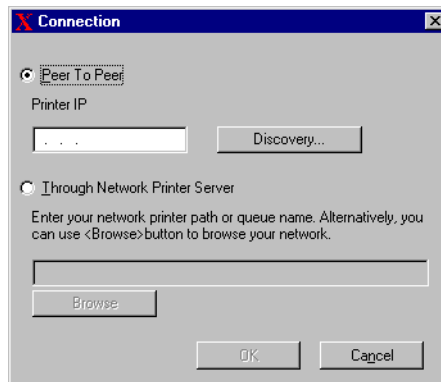 Connection
Peer To Peer
Printer IP
. . .
Discovery...
Through Network Printer Server
Enter your network printer path or queue name. Alternatively, you
can use <Browse>button to browse your network.
Browse
OK
Cancel